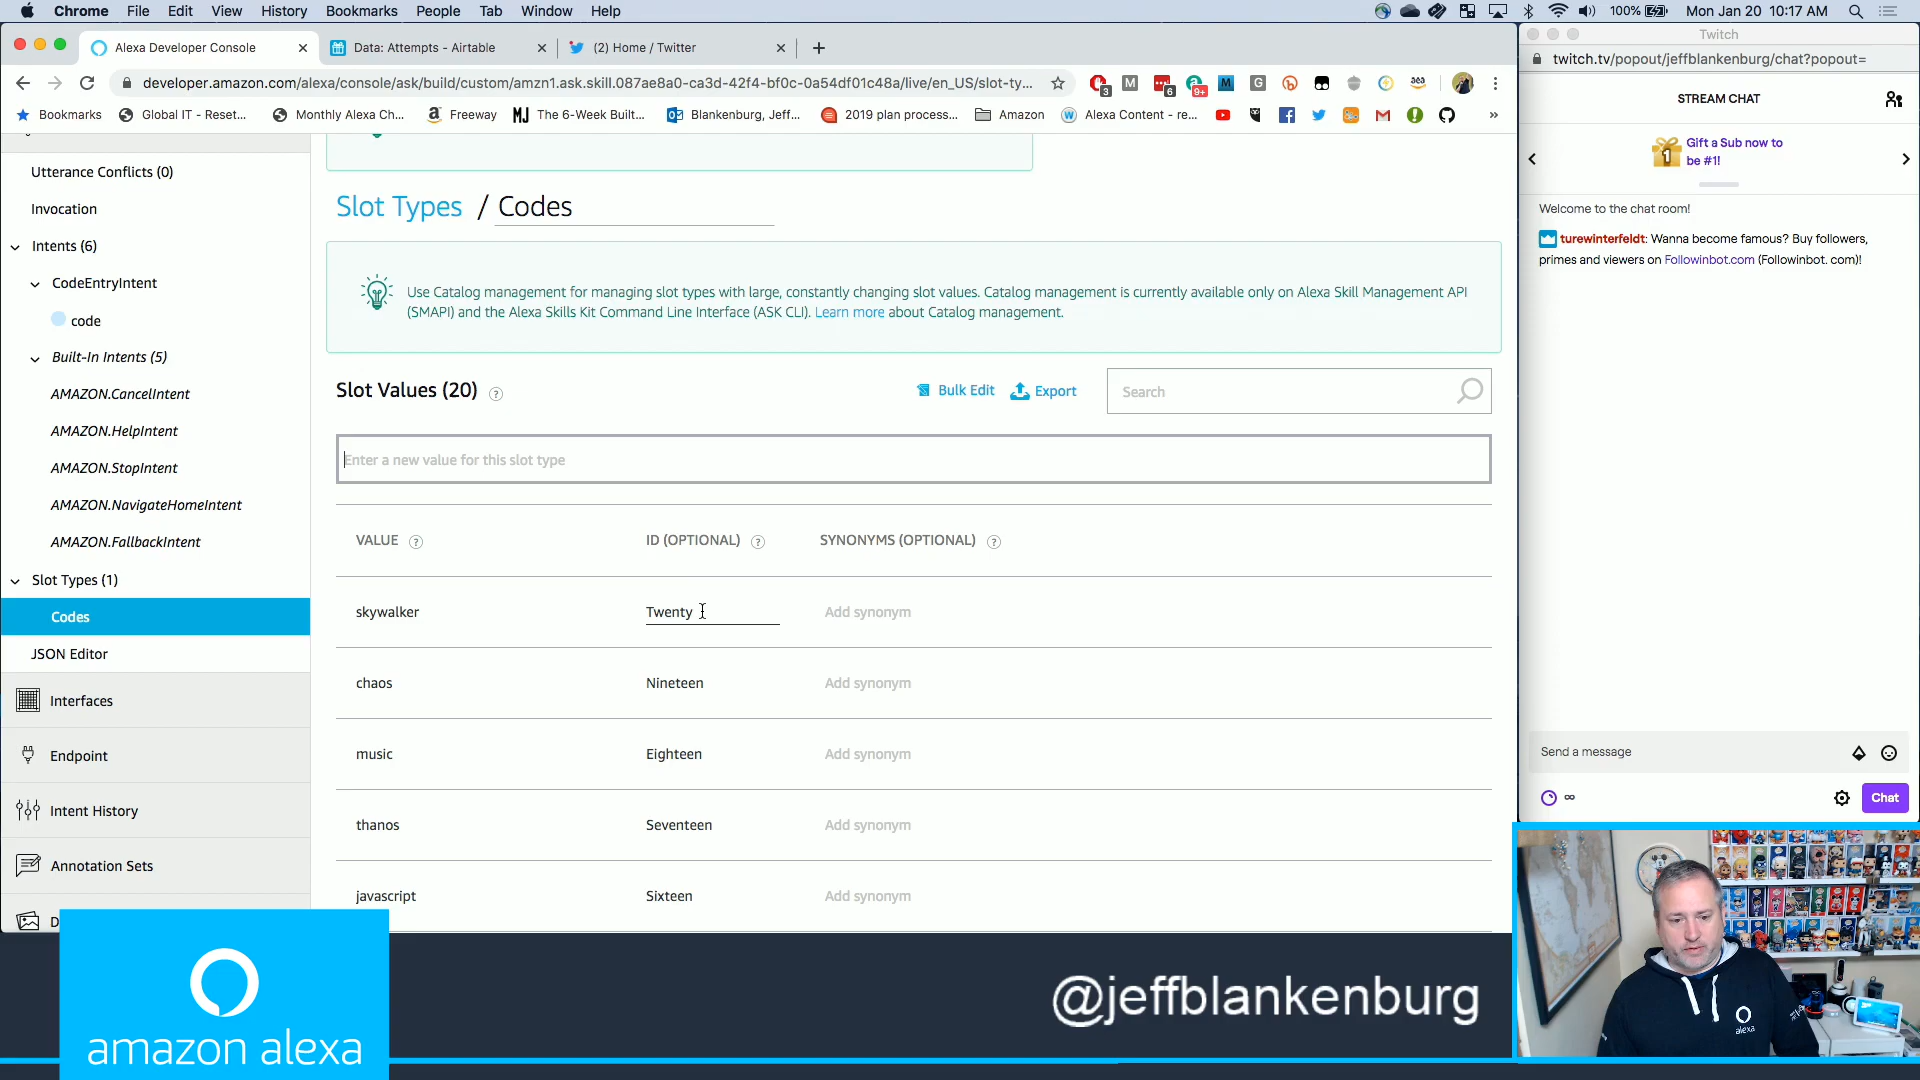 Chrome File Edit View History Bookmarks People Tab Window Help
100% Mon Jan 20 10:17 AM
Alexa Developer Console
Data: Attempts - Airtable
(2) Home / Twitter
developer.amazon.com/alexa/console/ask/build/custom/amzn1.ask.skill.087ae8a0-ca3d-42f4-bf0c-0a54df01c48a/live/en_US/slot-ty...
3
6
9+
Bookmarks
Global IT - Reset...
Monthly Alexa Ch...
Freeway
The 6-Week Built...
Blankenburg, Jeff...
2019 plan process...
Amazon
Alexa Content - re...
Utterance Conflicts (0)
Invocation
Intents (6)
CodeEntryIntent
code
Built-In Intents (5)
AMAZON.CancelIntent
AMAZON.HelpIntent
AMAZON.StopIntent
AMAZON.NavigateHomeIntent
AMAZON.FallbackIntent
Slot Types (1)
Codes
JSON Editor
Interfaces
Endpoint
Intent History
Annotation Sets
D
Slot Types / Codes
Use Catalog management for managing slot types with large, constantly changing slot values. Catalog management is currently available only on Alexa Skill Management API
(SMAPI) and the Alexa Skills Kit Command Line Interface (ASK CLI). Learn more about Catalog management.
Slot Values (20)
Bulk Edit
Export
Search
Enter a new value for this slot type
VALUE ID (OPTIONAL) SYNONYMS (OPTIONAL)
skywalker Twenty Add synonym
chaos Nineteen Add synonym
music Eighteen Add synonym
thanos Seventeen Add synonym
javascript Sixteen Add synonym
Twitch
twitch.tv/popout/jeffblankenburg/chat?popout=
STREAM CHAT
1
Gift a Sub now to
be #1!
Welcome to the chat room!
turewinterfeldt: Wanna become famous? Buy followers,
primes and viewers on Followinbot.com (Followinbot. com)!
Send a message
∞
Chat
amazon alexa
@jeffblankenburg
alexa